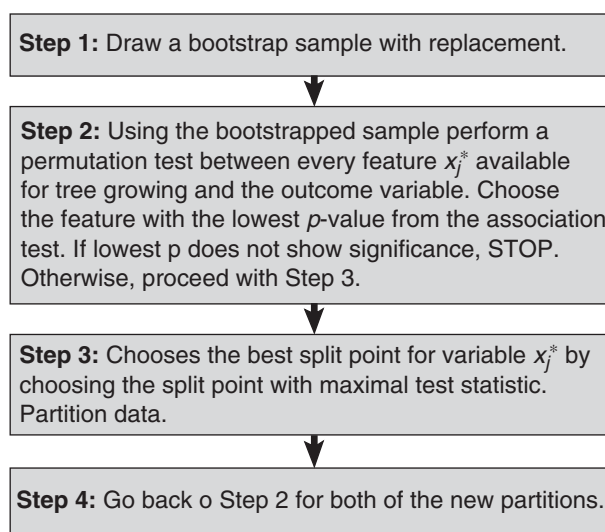 Step 1: Draw a bootstrap sample with replacement.
Step 2: Using the bootstrapped sample perform a
permutation test between every feature x_j^* available
for tree growing and the outcome variable. Choose
the feature with the lowest p-value from the association
test. If lowest p does not show significance, STOP.
Otherwise, proceed with Step 3.
Step 3: Chooses the best split point for variable x_j^* by
choosing the split point with maximal test statistic.
Partition data.
Step 4: Go back o Step 2 for both of the new partitions.